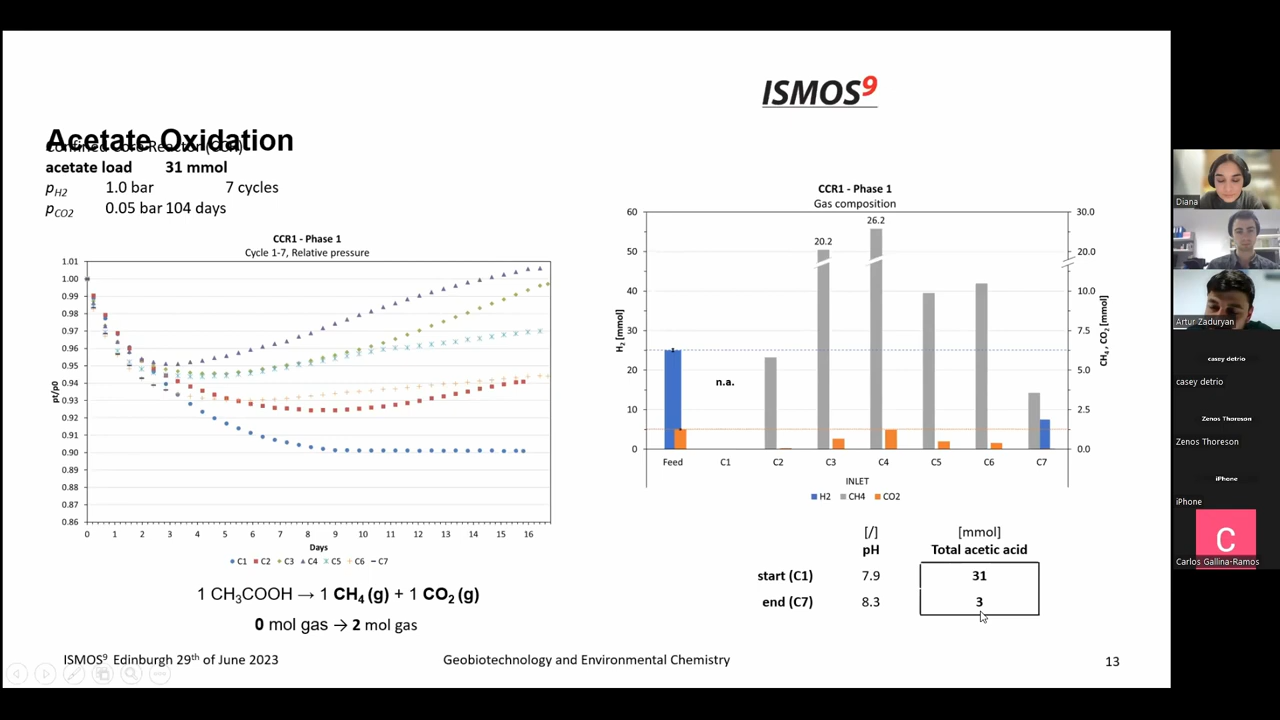 ISMOS9
Acetate Oxidation
Confined Core Reactor (CCR)
acetate load 31 mmol
pH2 1.0 bar 7 cycles
pCO2 0.05 bar 104 days
CCR1 - Phase 1
Cycle 1-7, Relative pressure
1.01
1.00
0.99
0.98
0.97
0.96
0.95
0.94
0.93
0.92
0.91
0.90
0.89
0.88
0.87
0.86
pt/p0
0 1 2 3 4 5 6 7 8 9 10 11 12 13 14 15 16
Days
C1 C2 C3 C4 C5 C6 C7
1 CH3COOH → 1 CH4 (g) + 1 CO2 (g)
0 mol gas → 2 mol gas
CCR1 - Phase 1
Gas composition
60
50
40
30
20
10
0
H2 [mmol]
20.2
26.2
n.a.
30.0
20.0
10.0
7.5
5.0
2.5
0.0
CH4, CO2 [mmol]
Feed C1 C2 C3 C4 C5 C6 C7
INLET
H2 CH4 CO2
[/] [mmol]
pH Total acetic acid
start (C1) 7.9 31
end (C7) 8.3 3
ISMOS9 Edinburgh 29th of June 2023
Geobiotechnology and Environmental Chemistry
13
Diana
Artur Zaduryan
casey detrio
casey detrio
Zenos Thoreson
Zenos Thoreson
iPhone
iPhone
C
Carlos Gallina-Ramos